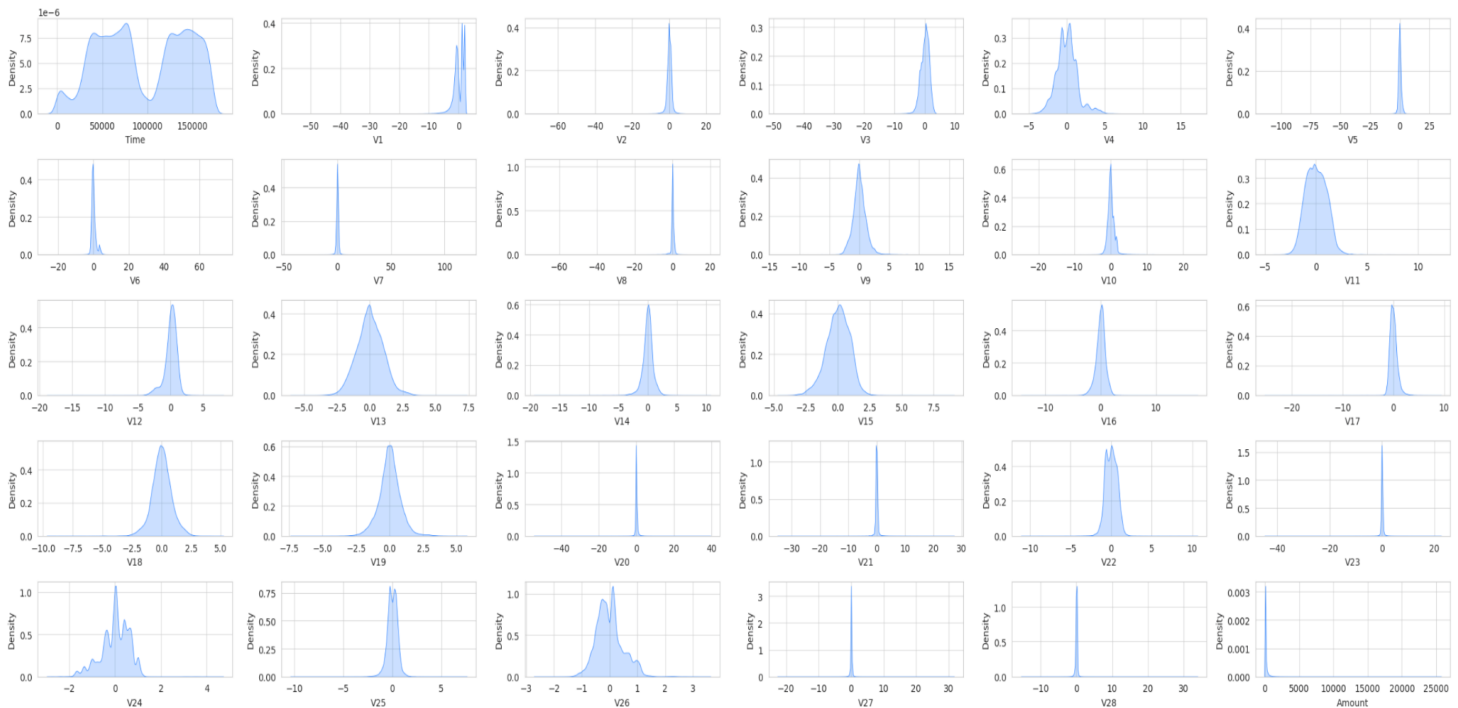 1e−6
7.5 5.0 2.5 0.0 Density 0 50000 100000 150000 Time
0.4 0.3 0.2 0.1 0.0 Density −50 −40 −30 −20 −10 0 V1
0.4 0.2 0.0 Density −60 −40 −20 0 20 V2
0.3 0.2 0.1 0.0 Density −50 −40 −30 −20 −10 0 10 V3
0.3 0.2 0.1 0.0 Density −5 0 5 10 15 V4
0.4 0.2 0.0 Density −100 −75 −50 −25 0 25 V5
0.4 0.2 0.0 Density −20 0 20 40 60 V6
0.4 0.2 0.0 Density −50 0 50 100 V7
1.0 0.5 0.0 Density −60 −40 −20 0 20 V8
0.4 0.2 0.0 Density −15 −10 −5 0 5 10 15 V9
0.6 0.4 0.2 0.0 Density −20 −10 0 10 20 V10
0.3 0.2 0.1 0.0 Density −5 0 5 10 V11
0.4 0.2 0.0 Density −20 −15 −10 −5 0 5 V12
0.4 0.2 0.0 Density −5.0 −2.5 0.0 2.5 5.0 7.5 V13
0.6 0.4 0.2 0.0 Density −20 −15 −10 −5 0 5 10 V14
0.4 0.2 0.0 Density −5.0 −2.5 0.0 2.5 5.0 7.5 V15
0.4 0.2 0.0 Density −10 0 10 V16
0.6 0.4 0.2 0.0 Density −20 −10 0 10 V17
0.4 0.2 0.0 Density −10.0 −7.5 −5.0 −2.5 0.0 2.5 5.0 V18
0.6 0.4 0.2 0.0 Density −7.5 −5.0 −2.5 0.0 2.5 5.0 V19
1.5 1.0 0.5 0.0 Density −40 −20 0 20 40 V20
1.0 0.5 0.0 Density −30 −20 −10 0 10 20 30 V21
0.4 0.2 0.0 Density −10 −5 0 5 10 V22
1.5 1.0 0.5 0.0 Density −40 −20 0 20 V23
1.0 0.5 0.0 Density −2 0 2 4 V24
0.75 0.50 0.25 0.00 Density −10 −5 0 5 V25
1.0 0.5 0.0 Density −3 −2 −1 0 1 2 3 V26
3 2 1 0 Density −20 −10 0 10 20 30 V27
1.0 0.5 0.0 Density −10 0 10 20 30 V28
0.003 0.002 0.001 0.000 Density 0 5000 10000 15000 20000 25000 Amount